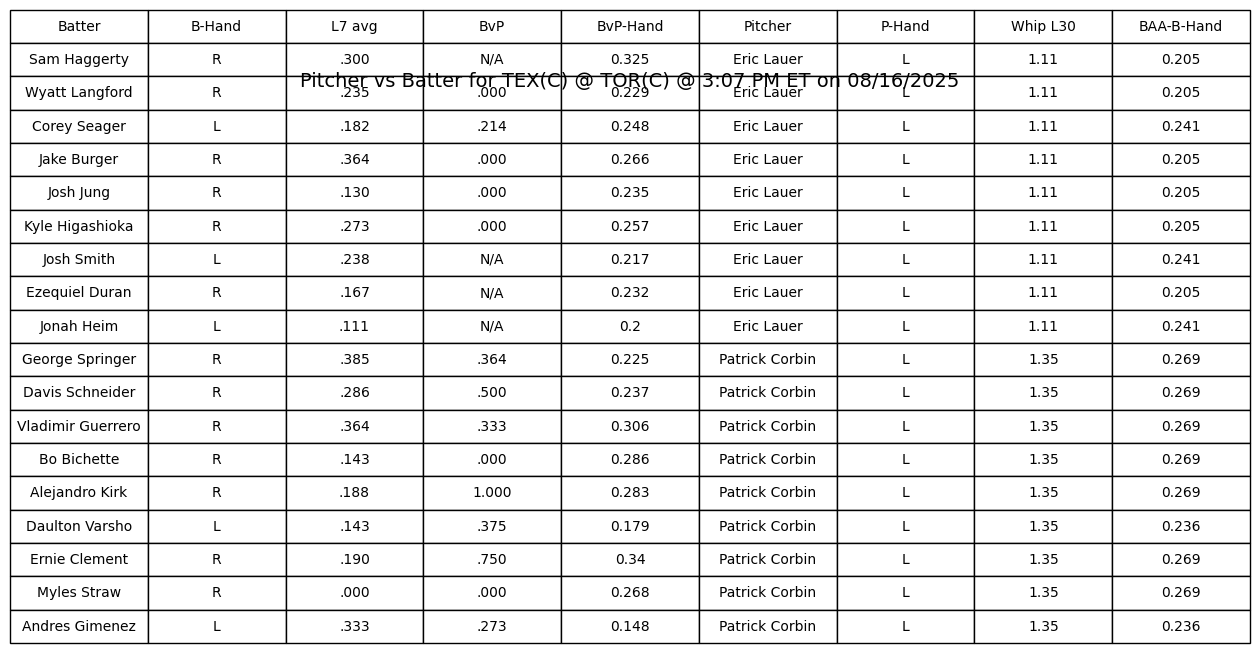 Batter B-Hand L7 avg BvP BvP-Hand Pitcher P-Hand Whip L30 BAA-B-Hand
Sam Haggerty R .300 N/A 0.325 Eric Lauer L 1.11 0.205
Pitcher vs Batter for TEX(C) @ TOR(C) @ 3:07 PM ET on 08/16/2025
Wyatt Langford R .235 .000 0.229 Eric Lauer L 1.11 0.205
Corey Seager L .182 .214 0.248 Eric Lauer L 1.11 0.241
Jake Burger R .364 .000 0.266 Eric Lauer L 1.11 0.205
Josh Jung R .130 .000 0.235 Eric Lauer L 1.11 0.205
Kyle Higashioka R .273 .000 0.257 Eric Lauer L 1.11 0.205
Josh Smith L .238 N/A 0.217 Eric Lauer L 1.11 0.241
Ezequiel Duran R .167 N/A 0.232 Eric Lauer L 1.11 0.205
Jonah Heim L .111 N/A 0.2 Eric Lauer L 1.11 0.241
George Springer R .385 .364 0.225 Patrick Corbin L 1.35 0.269
Davis Schneider R .286 .500 0.237 Patrick Corbin L 1.35 0.269
Vladimir Guerrero R .364 .333 0.306 Patrick Corbin L 1.35 0.269
Bo Bichette R .143 .000 0.286 Patrick Corbin L 1.35 0.269
Alejandro Kirk R .188 1.000 0.283 Patrick Corbin L 1.35 0.269
Daulton Varsho L .143 .375 0.179 Patrick Corbin L 1.35 0.236
Ernie Clement R .190 .750 0.34 Patrick Corbin L 1.35 0.269
Myles Straw R .000 .000 0.268 Patrick Corbin L 1.35 0.269
Andres Gimenez L .333 .273 0.148 Patrick Corbin L 1.35 0.236